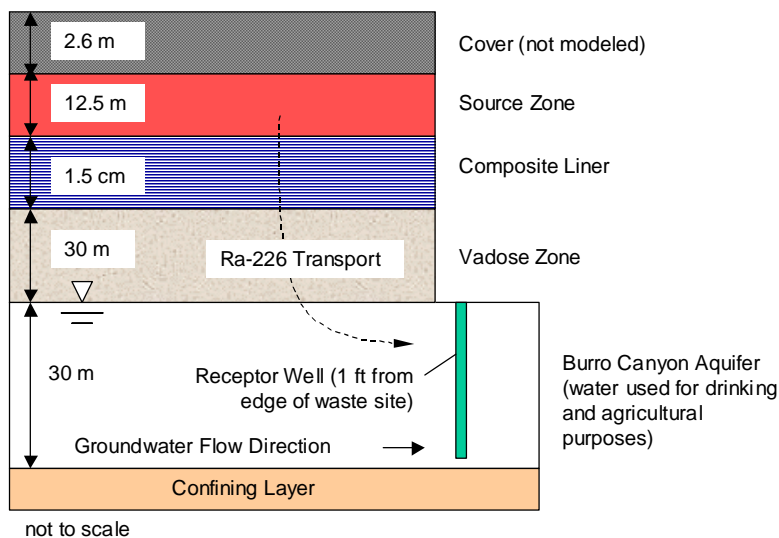 2.6 m
Cover (not modeled)
12.5 m
Source Zone
1.5 cm
Composite Liner
30 m
Ra-226 Transport
Vadose Zone
30 m
Receptor Well (1 ft from
edge of waste site)
Burro Canyon Aquifer
(water used for drinking
and agricultural
purposes)
Groundwater Flow Direction
Confining Layer
not to scale